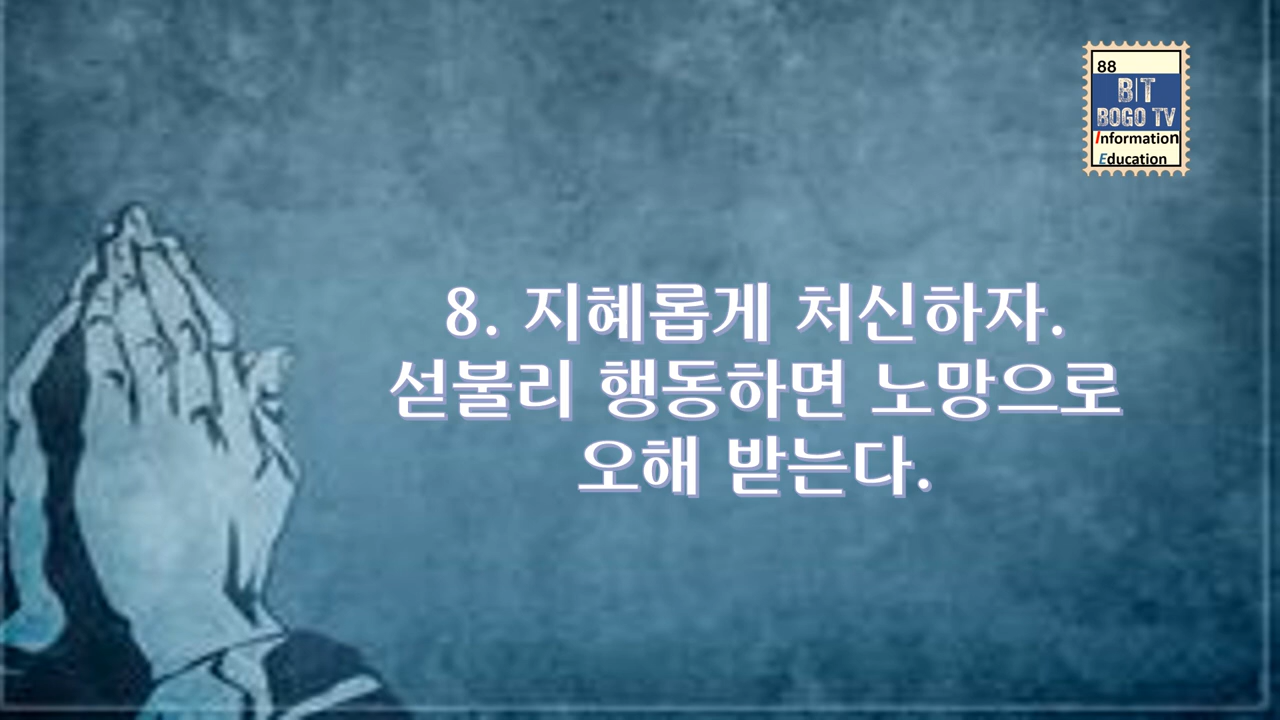 88
B|T
BOGO TV
Information
Education
8. 지혜롭게 처신하자.
섣불리 행동하면 노망으로
오해 받는다.